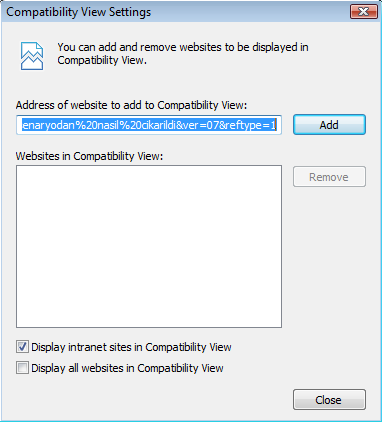 Compatibility View Settings
You can add and remove websites to be displayed in
Compatibility View.
Address of website to add to Compatibility View:
enaryodan%20nasil%20cikarildi&ver=07&reftype=1
Add
Websites in Compatibility View:
Remove
Display intranet sites in Compatibility View
Display all websites in Compatibility View
Close